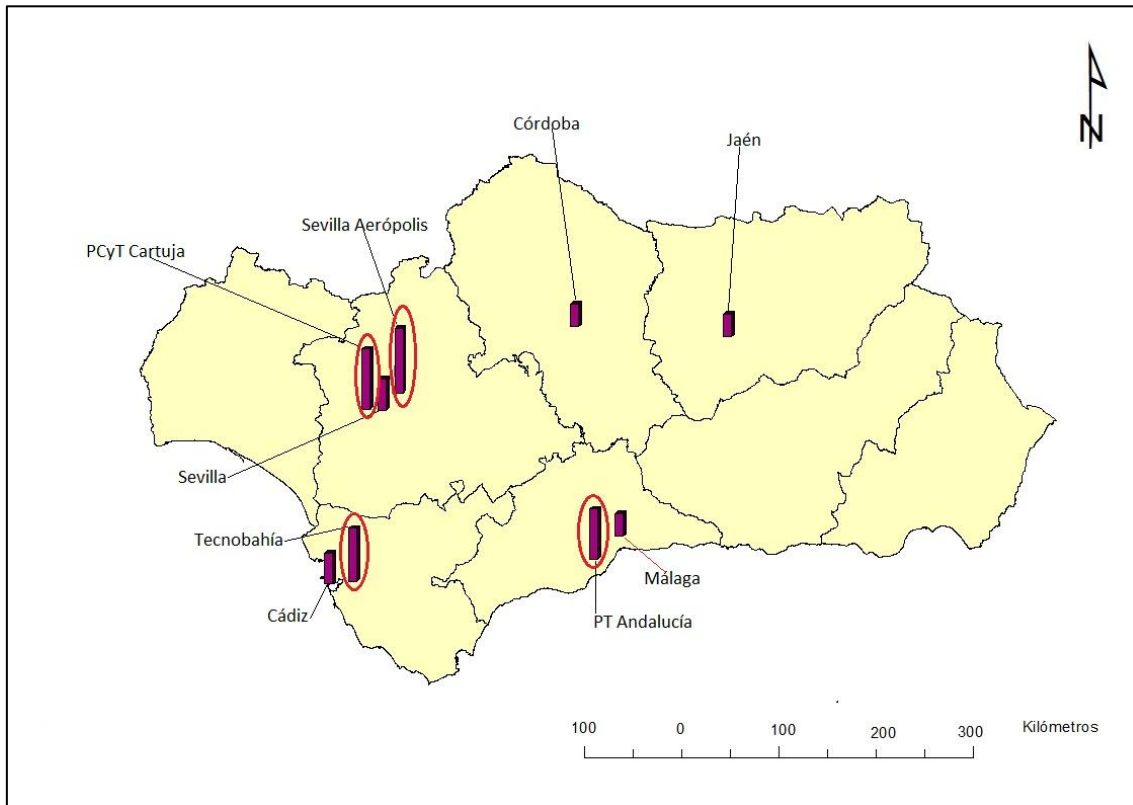 N
Córdoba
Jaén
Sevilla Aerópolis
PCyT Cartuja
Sevilla
Tecnobahía
Málaga
Cádiz
PT Andalucía
100 0 100 200 300 Kilómetros